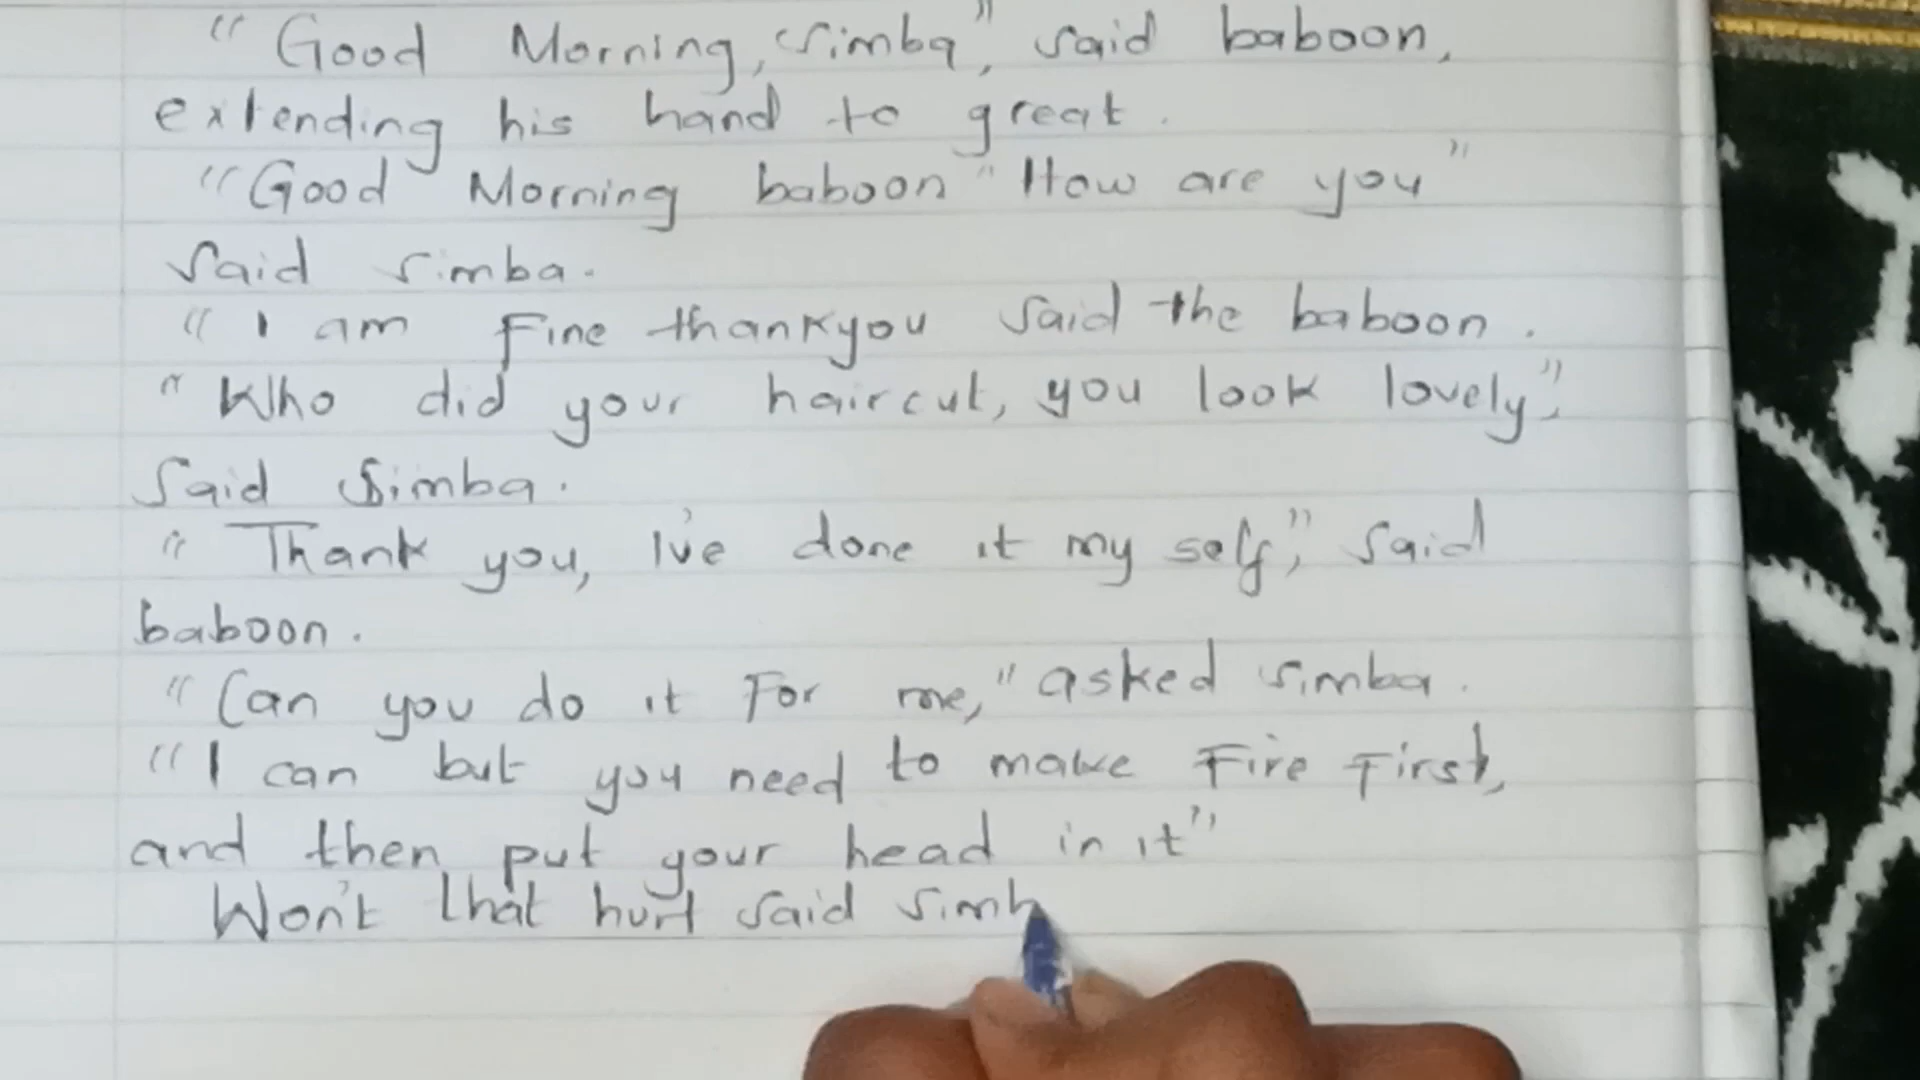 "Good Morning, Simba", said baboon,
extending his hand to great.
"Good Morning baboon "How are you"
Said Simba.
"I am Fine thankyou said the baboon.
"Who did your haircut, you look lovely",
Said Simba.
"Thank you, I've done it my self", said
baboon.
"Can you do it For me," asked Simba.
"I can but you need to make Fire First,
and then put your head in it"
Won't that hurt said Simb